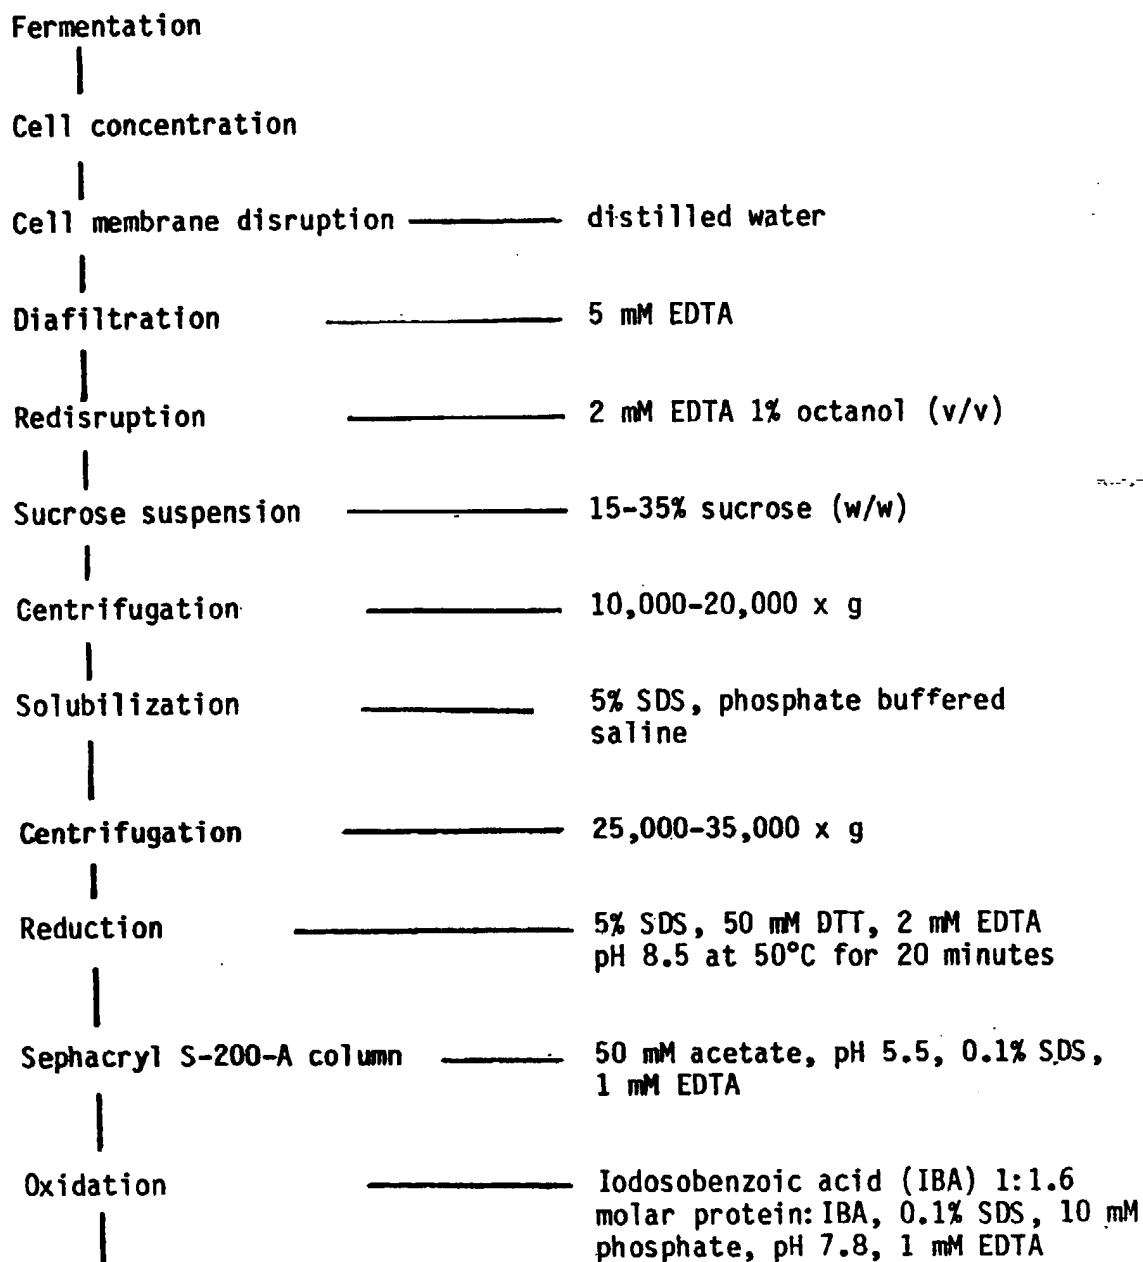 Fermentation
Cell concentration
Cell membrane disruption distilled water
Diafiltration 5 mM EDTA
Redisruption 2 mM EDTA 1% octanol (v/v)
Sucrose suspension 15-35% sucrose (w/w)
Centrifugation 10,000-20,000 x g
Solubilization 5% SDS, phosphate buffered
saline
Centrifugation 25,000-35,000 x g
Reduction 5% SDS, 50 mM DTT, 2 mM EDTA
pH 8.5 at 50°C for 20 minutes
Sephacryl S-200-A column 50 mM acetate, pH 5.5, 0.1% SDS,
1 mM EDTA
Oxidation Iodosobenzoic acid (IBA) 1:1.6
molar protein:IBA, 0.1% SDS, 10 mM
phosphate, pH 7.8, 1 mM EDTA